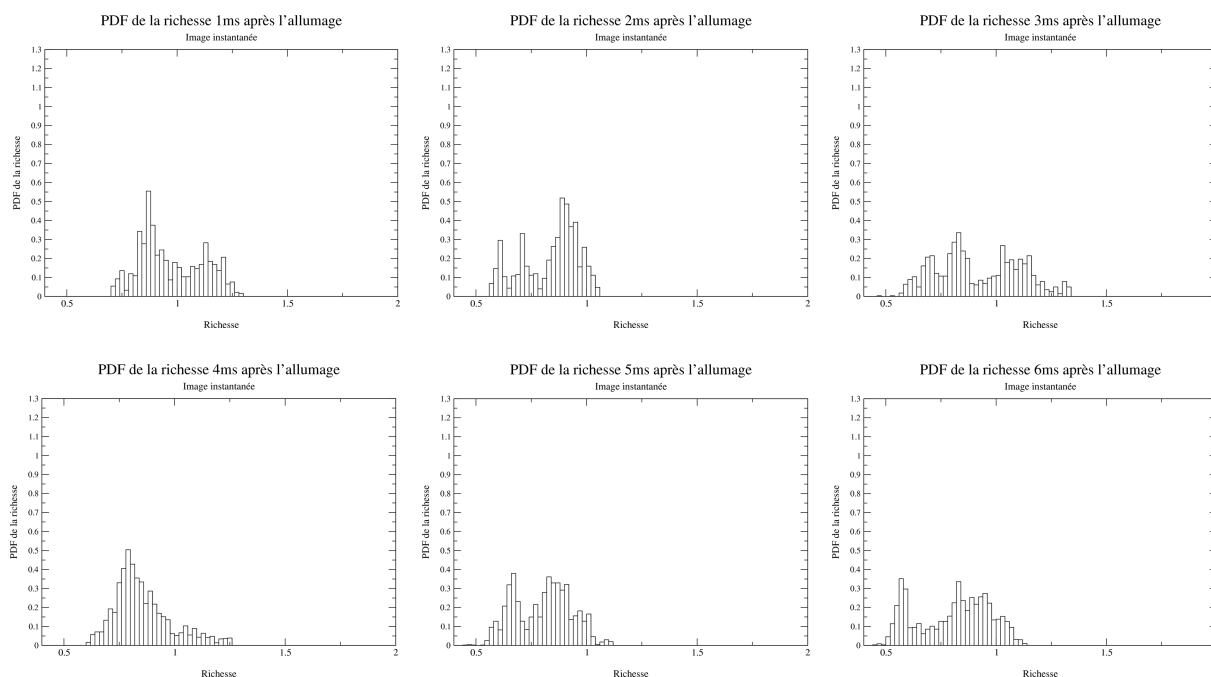 PDF de la richesse 1ms après l'allumage
Image instantanée
1.3
1.2
1.1
1
0.9
0.8
0.7
0.6
0.5
0.4
0.3
0.2
0.1
0
PDF de la richesse
0.5 1 1.5 2
Richesse
PDF de la richesse 2ms après l'allumage
Image instantanée
1.3
1.2
1.1
1
0.9
0.8
0.7
0.6
0.5
0.4
0.3
0.2
0.1
0
PDF de la richesse
0.5 1 1.5 2
Richesse
PDF de la richesse 3ms après l'allumage
Image instantanée
1.3
1.2
1.1
1
0.9
0.8
0.7
0.6
0.5
0.4
0.3
0.2
0.1
0
PDF de la richesse
0.5 1 1.5
Richesse
PDF de la richesse 4ms après l'allumage
Image instantanée
1.3
1.2
1.1
1
0.9
0.8
0.7
0.6
0.5
0.4
0.3
0.2
0.1
0
PDF de la richesse
0.5 1 1.5 2
Richesse
PDF de la richesse 5ms après l'allumage
Image instantanée
1.3
1.2
1.1
1
0.9
0.8
0.7
0.6
0.5
0.4
0.3
0.2
0.1
0
PDF de la richesse
0.5 1 1.5 2
Richesse
PDF de la richesse 6ms après l'allumage
Image instantanée
1.3
1.2
1.1
1
0.9
0.8
0.7
0.6
0.5
0.4
0.3
0.2
0.1
0
PDF de la richesse
0.5 1 1.5
Richesse